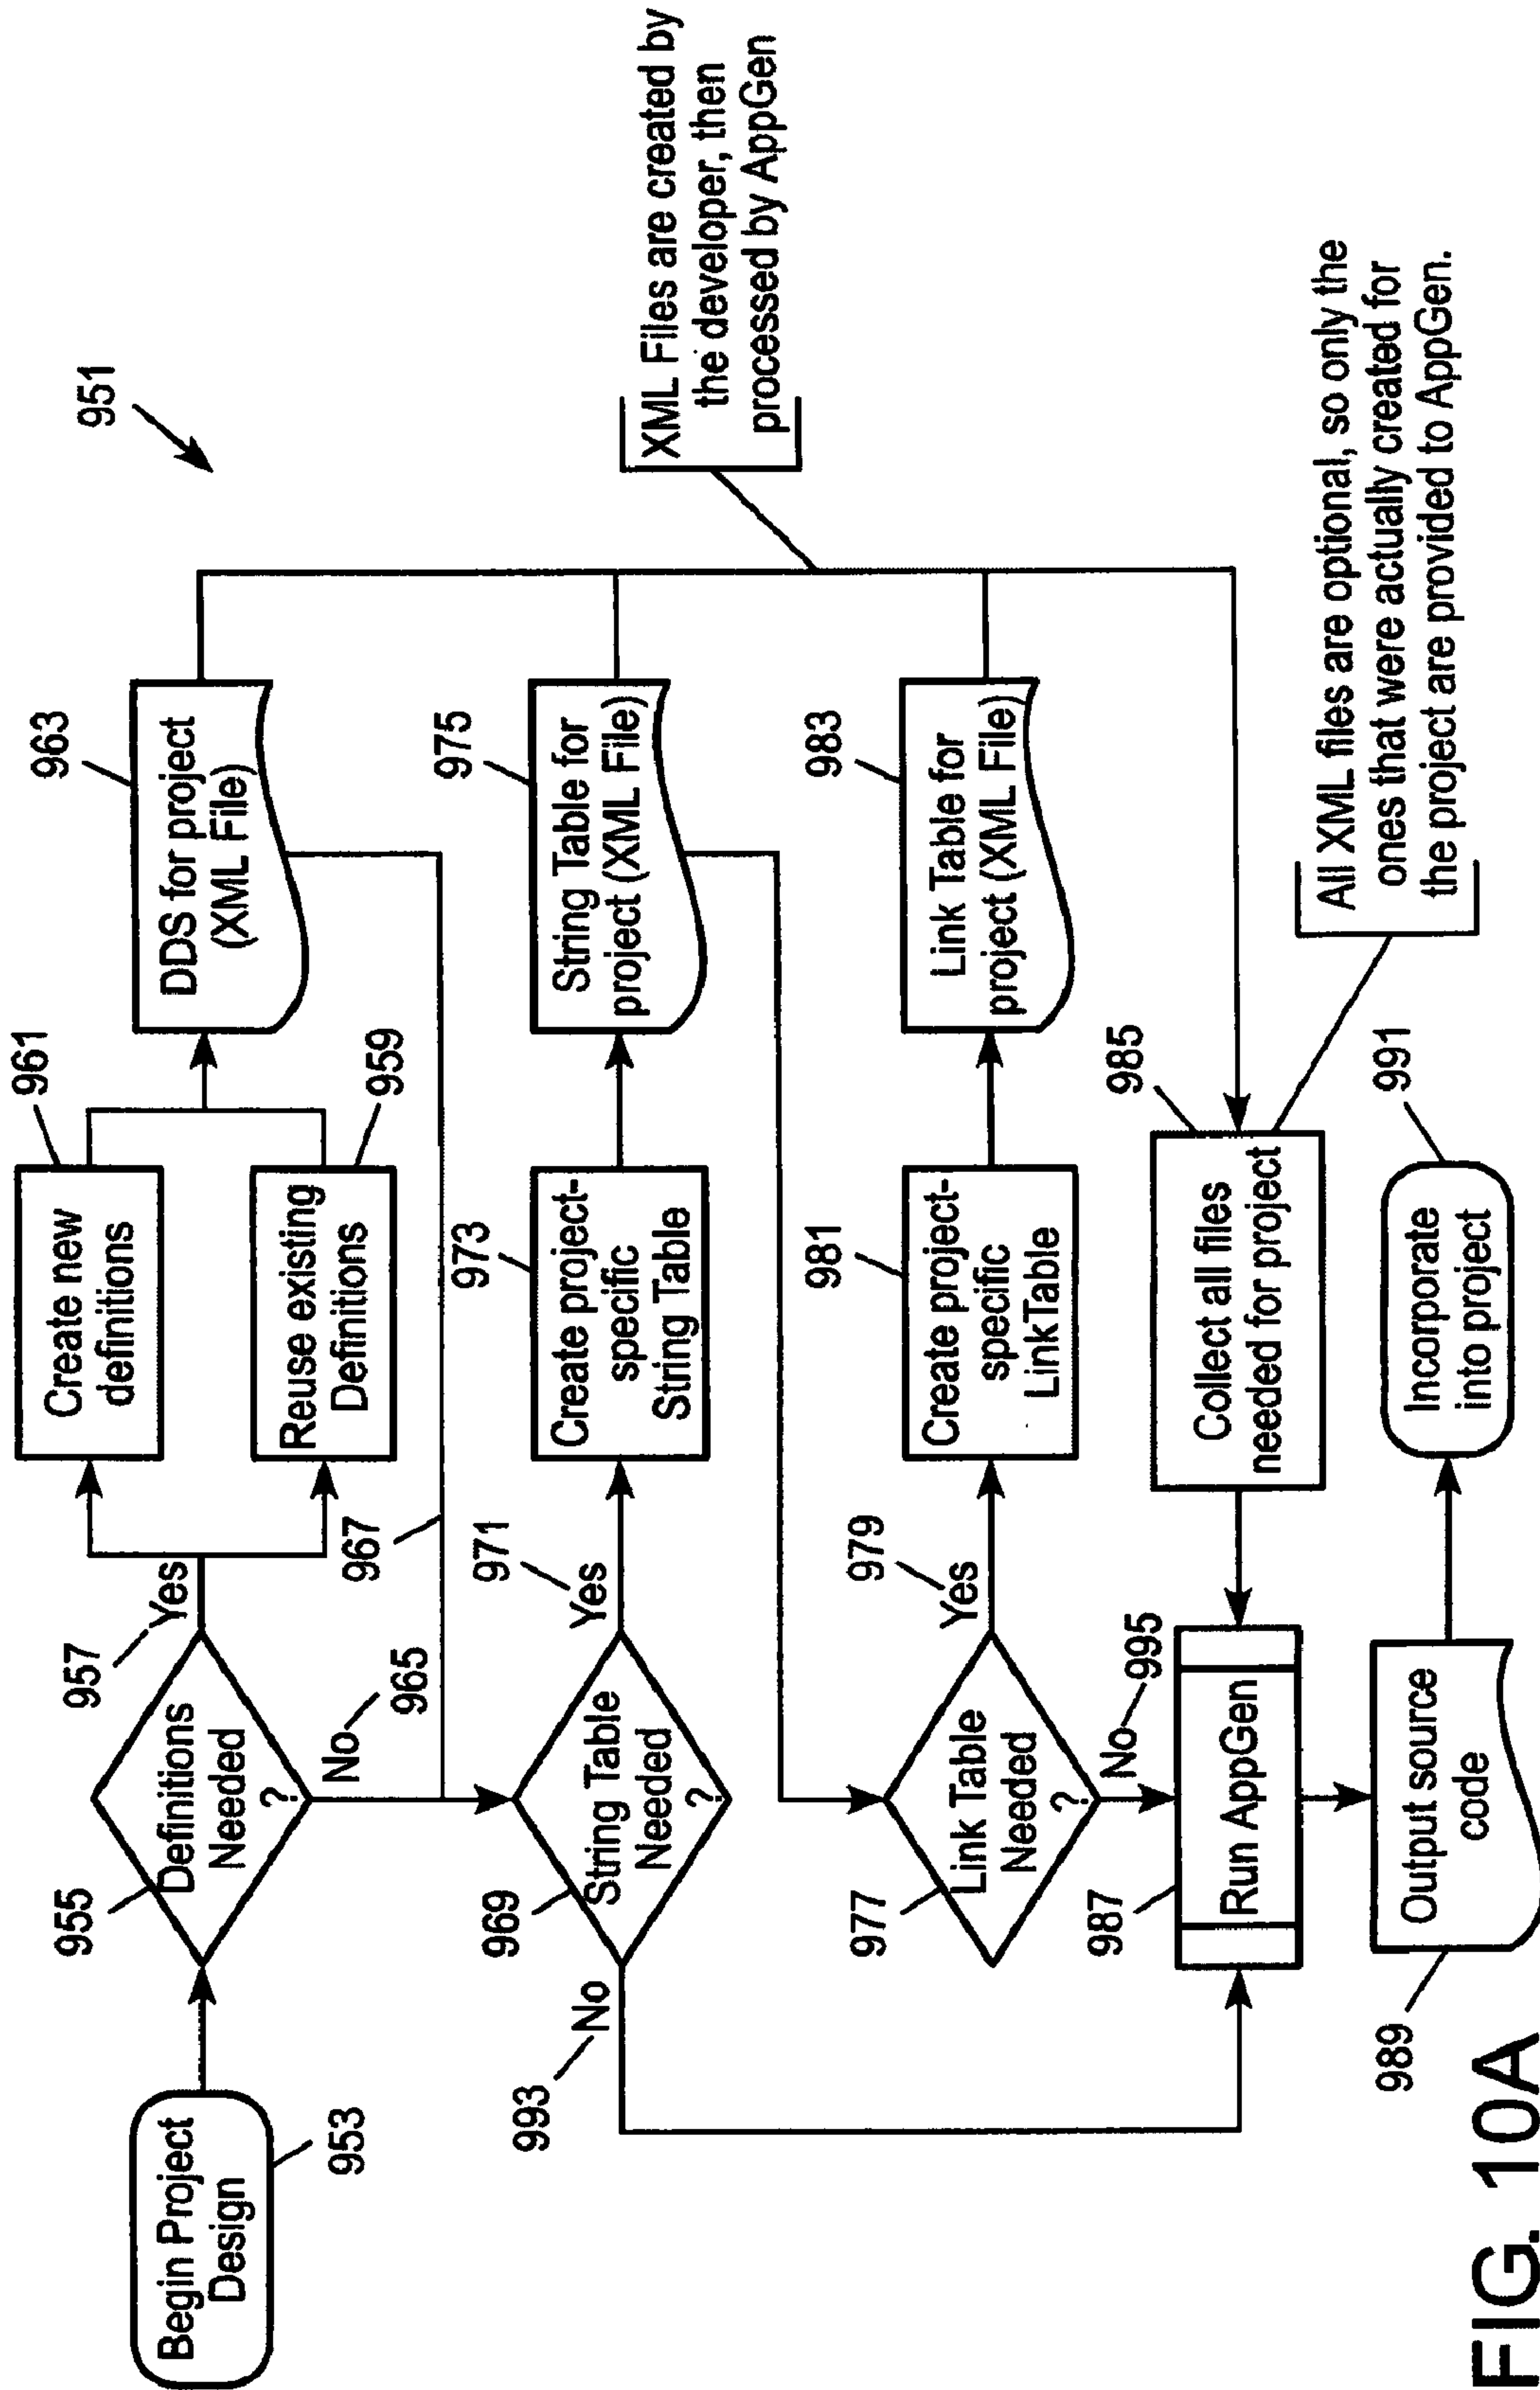 951
Begin Project
Design
953
955
Definitions
Needed
?
957
Yes
No
965
961
Create new
definitions
Reuse existing
Definitions
959
967
963
DDS for project
(XML File)
XML Files are created by
the developer, then
processed by AppGen
969
String Table
Needed
?
993
No
971
Yes
973
Create project-
specific
String Table
975
String Table for
project (XML File)
977
Link Table
Needed
?
979
Yes
No
995
981
Create project-
specific
LinkTable
983
Link Table for
project (XML File)
987
Run AppGen
985
Collect all files
needed for project
All XML files are optional, so only the
ones that were actually created for
the project are provided to AppGen.
989
Output source
code
991
Incorporate
into project
FIG. 10A